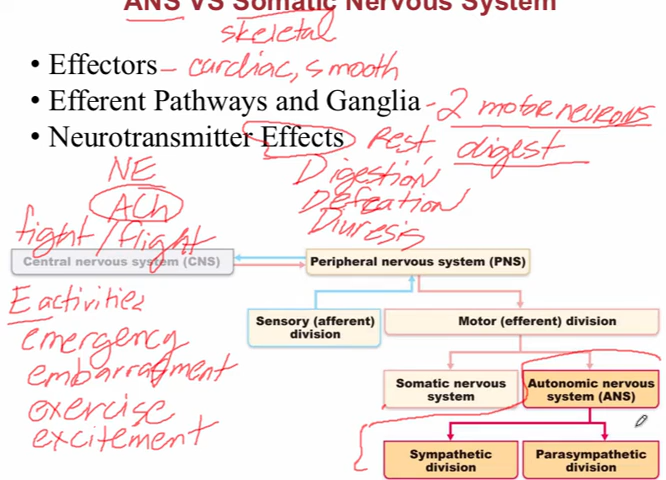 ANS VS Somatic Nervous System
skeletal
• Effectors – cardiac, smooth
• Efferent Pathways and Ganglia - 2 motor neurons
• Neurotransmitter Effects Rest, digest
NE
Digestion
ACh
Defecation
Diuresis
fight/flight
Central nervous system (CNS)
Peripheral nervous system (PNS)
E activities
Sensory (afferent) division
Motor (efferent) division
emergency
embarrassment
exercise
excitement
Somatic nervous system
Autonomic nervous system (ANS)
Sympathetic division
Parasympathetic division